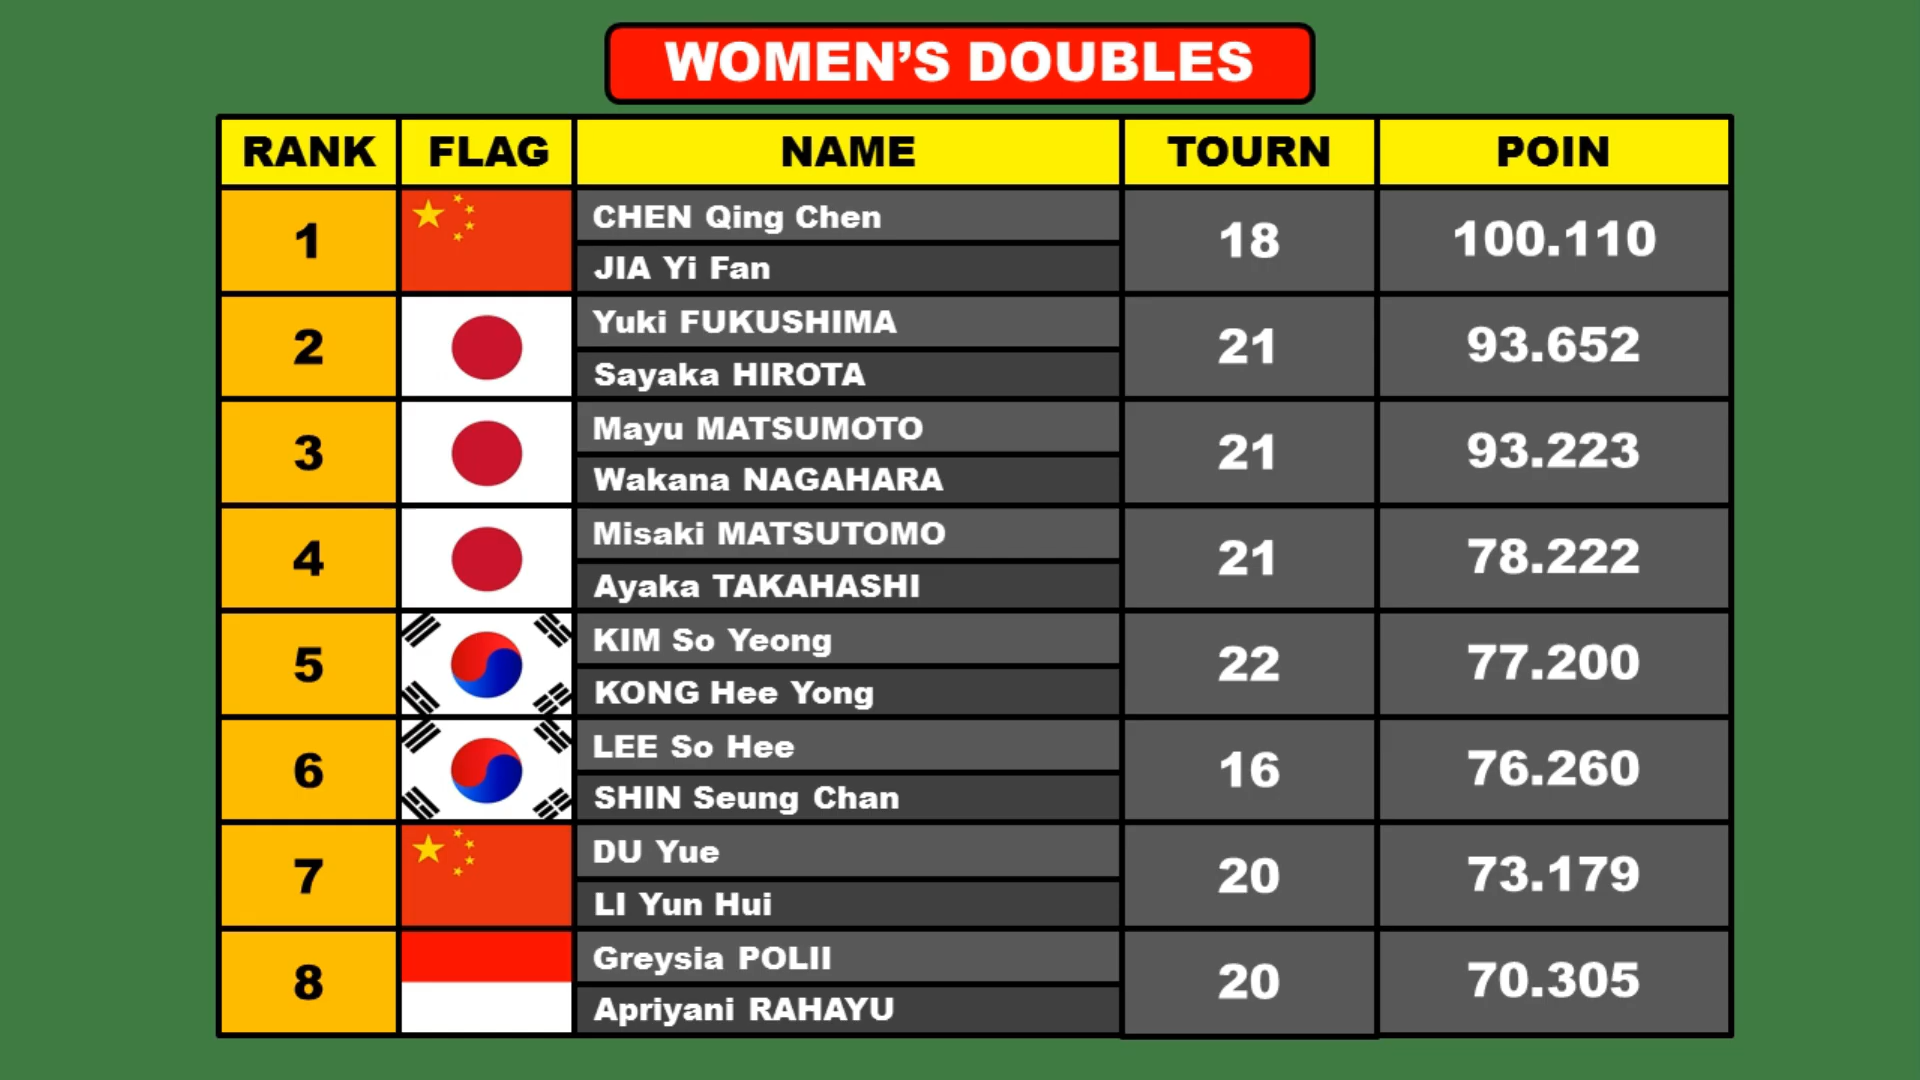 WOMEN'S DOUBLES
RANK FLAG NAME TOURN POIN
1 CHEN Qing Chen JIA Yi Fan 18 100.110
2 Yuki FUKUSHIMA Sayaka HIROTA 21 93.652
3 Mayu MATSUMOTO Wakana NAGAHARA 21 93.223
4 Misaki MATSUTOMO Ayaka TAKAHASHI 21 78.222
5 KIM So Yeong KONG Hee Yong 22 77.200
6 LEE So Hee SHIN Seung Chan 16 76.260
7 DU Yue LI Yun Hui 20 73.179
8 Greysia POLII Apriyani RAHAYU 20 70.305